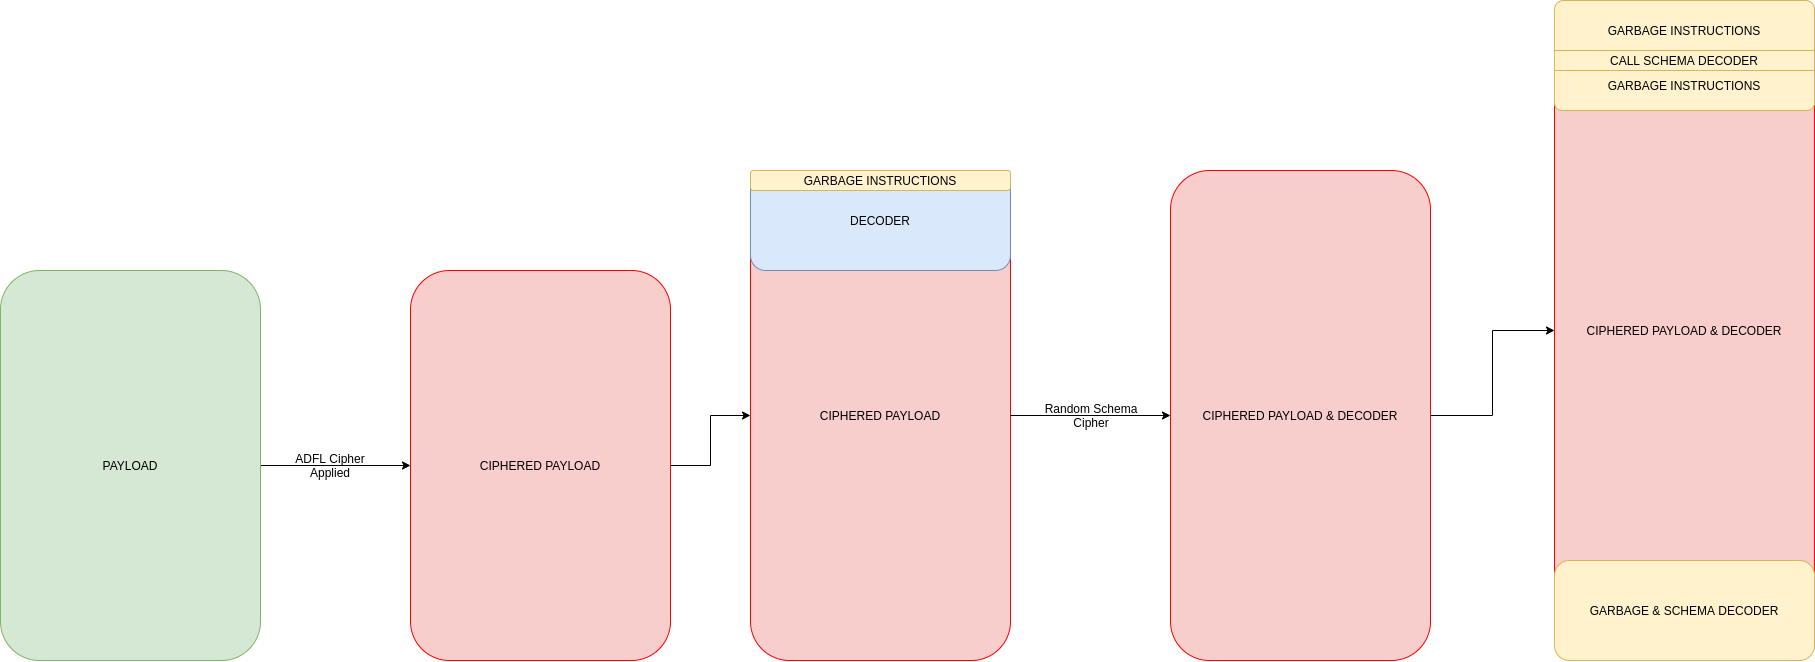 PAYLOAD
ADFL Cipher
Applied
CIPHERED PAYLOAD
GARBAGE INSTRUCTIONS
DECODER
CIPHERED PAYLOAD
Random Schema
Cipher
CIPHERED PAYLOAD & DECODER
GARBAGE INSTRUCTIONS
CALL SCHEMA DECODER
GARBAGE INSTRUCTIONS
CIPHERED PAYLOAD & DECODER
GARBAGE & SCHEMA DECODER